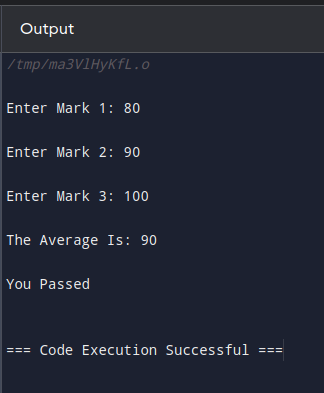 Output
/tmp/ma3VlHyKfL.o
Enter Mark 1: 80
Enter Mark 2: 90
Enter Mark 3: 100
The Average Is: 90
You Passed
=== Code Execution Successful ===